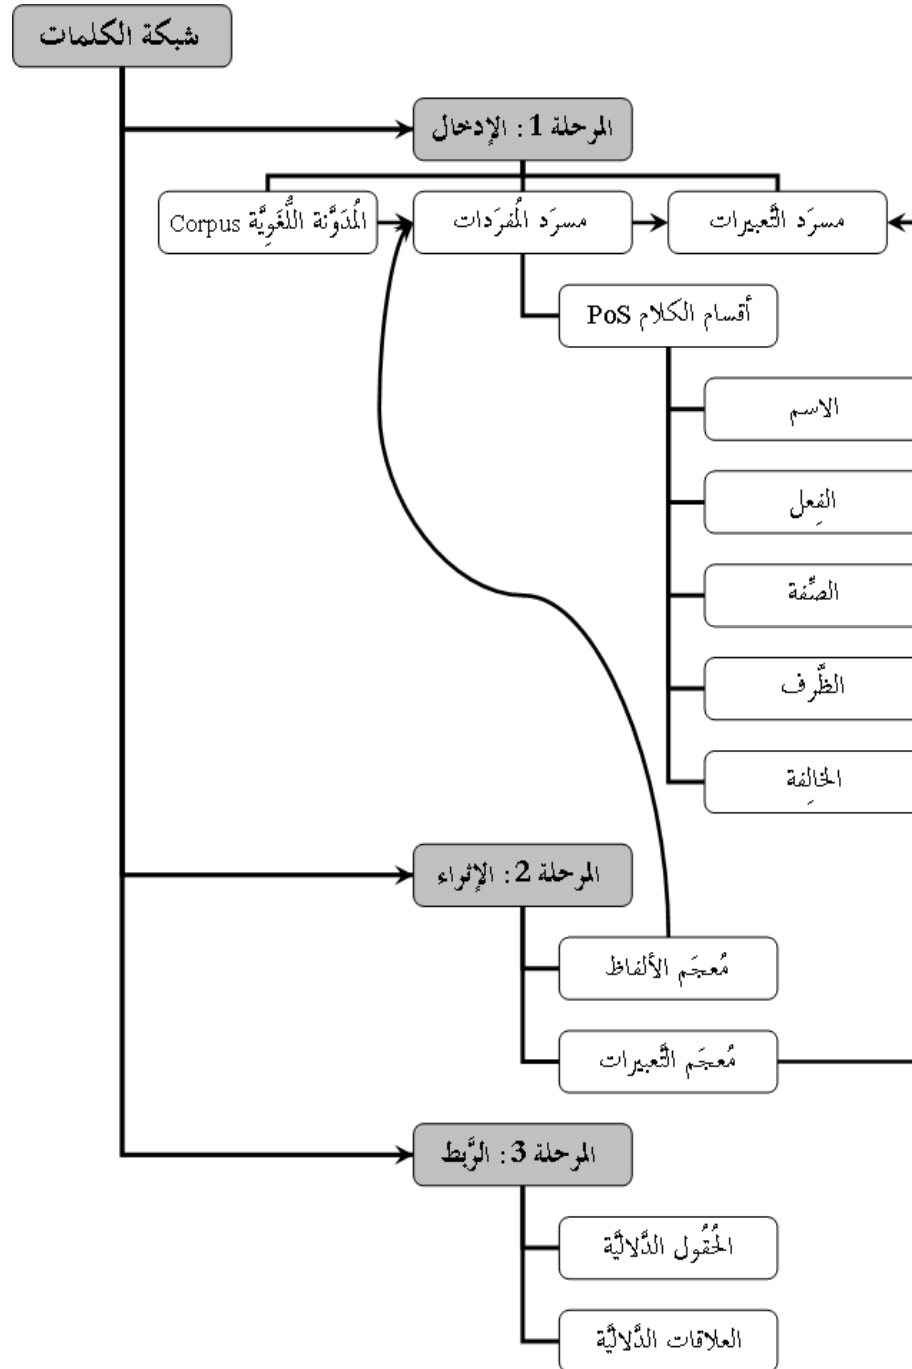 شبكة الكلمات
المرحلة 1: الإدخال
مسرَد التَّعبيرات
مسرَد المُفرَدات
المُدَوَّنة اللُّغَوِيَّة Corpus
أقسام الكلام PoS
الاسم
الفِعل
الصِّفة
الظَّرف
الخالِفة
المرحلة 2: الإثراء
مُعجَم الألفاظ
مُعجَم التَّعبيرات
المرحلة 3: الرَّبط
الحُقُول الدَّلاليَّة
العلاقات الدَّلاليَّة